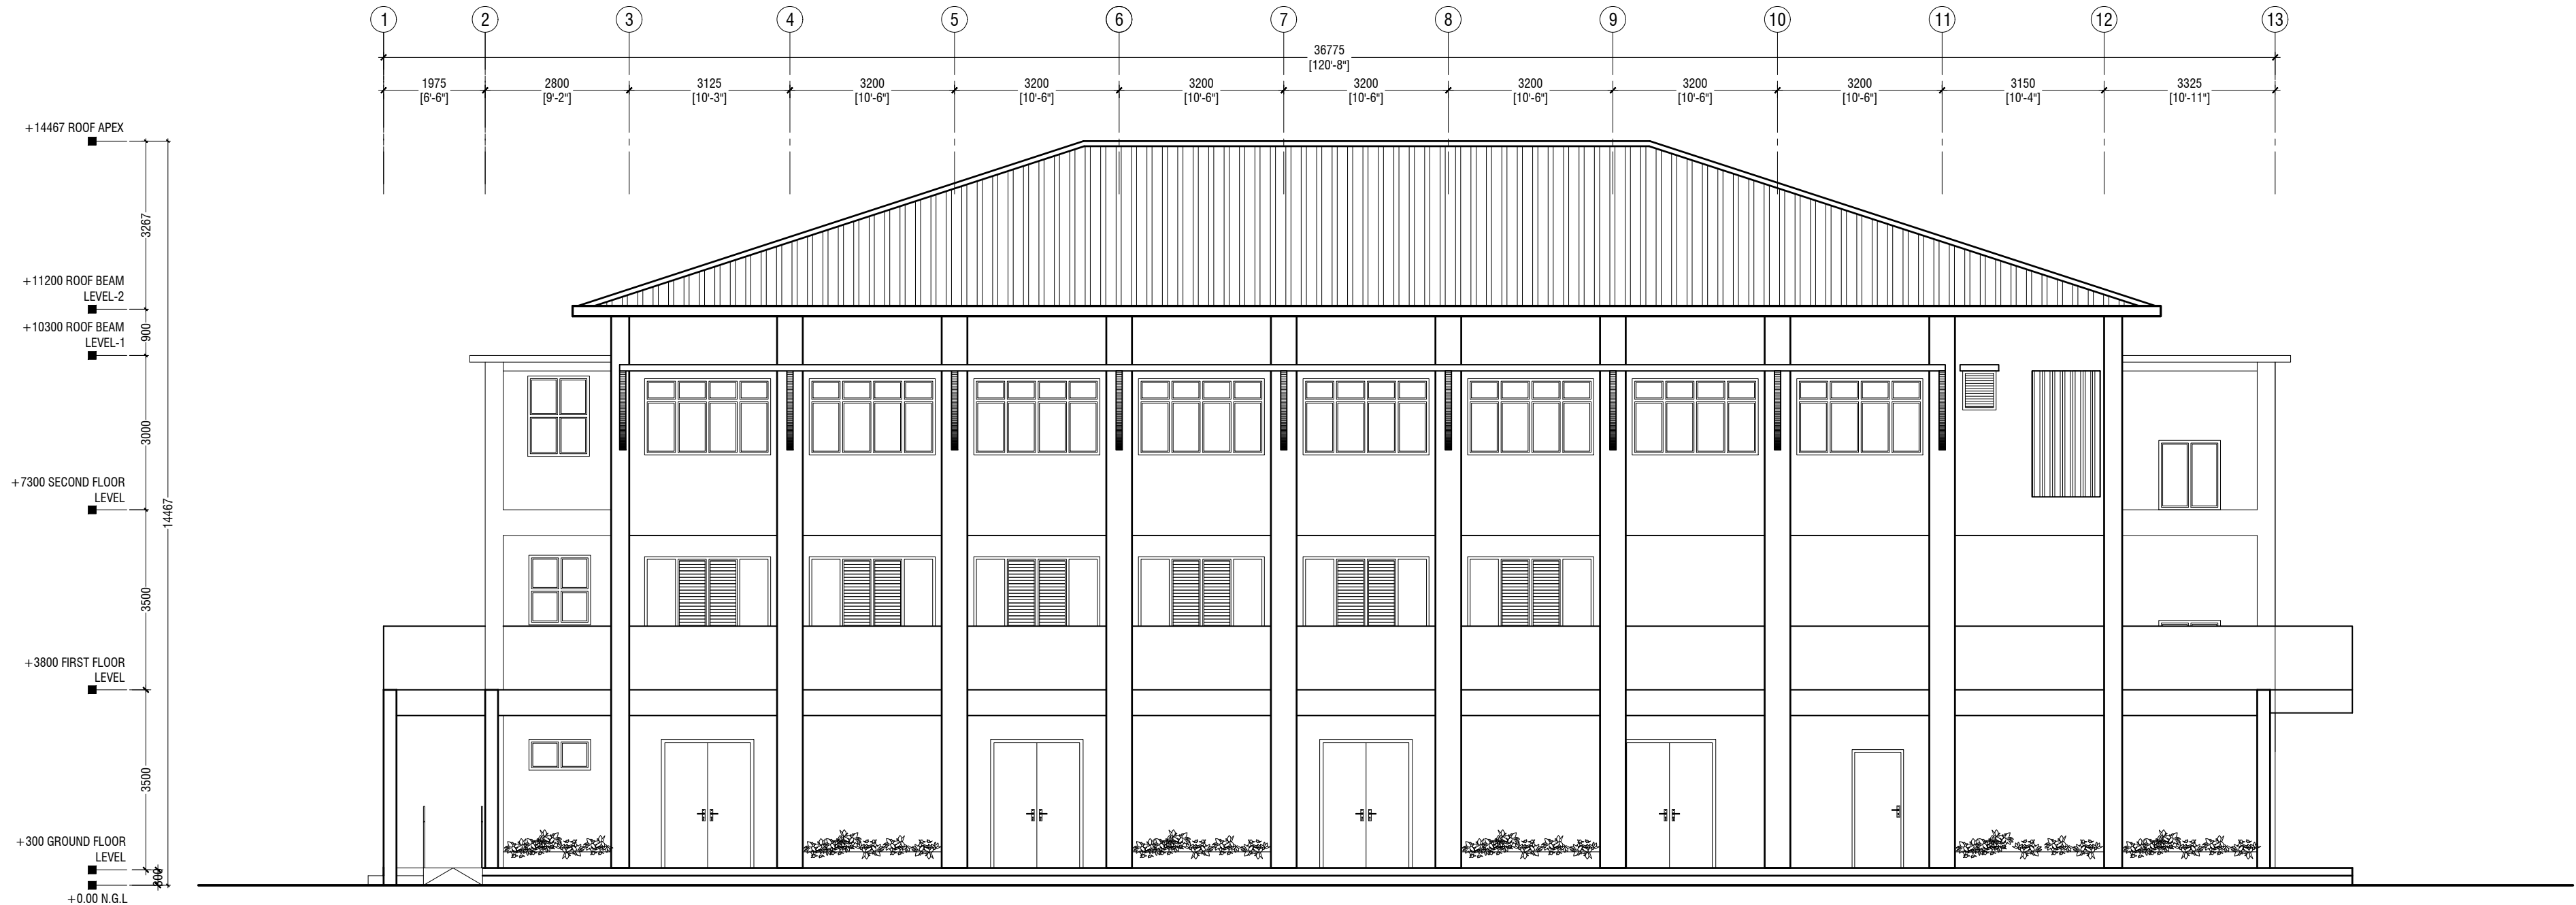 1 2 3 4 5 6 7 8 9 10 11 12 13
36775
[120'-8"]
1975 2800 3125 3200 3200 3200 3200 3200 3200 3200 3150 3325
[6'-6"] [9'-2"] [10'-3"] [10'-6"] [10'-6"] [10'-6"] [10'-6"] [10'-6"] [10'-6"] [10'-6"] [10'-4"] [10'-11"]
+14467 ROOF APEX
3267
+11200 ROOF BEAM
LEVEL-2
900
+10300 ROOF BEAM
LEVEL-1
3000
+7300 SECOND FLOOR
LEVEL
14467
3500
+3800 FIRST FLOOR
LEVEL
3500
+300 GROUND FLOOR
LEVEL
300
+0.00 N.G.L